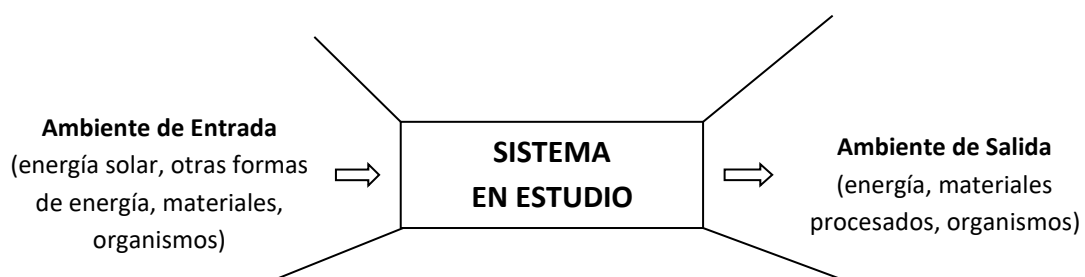 Ambiente de Entrada
(energía solar, otras formas
de energía, materiales,
organismos)
SISTEMA
EN ESTUDIO
Ambiente de Salida
(energía, materiales
procesados, organismos)